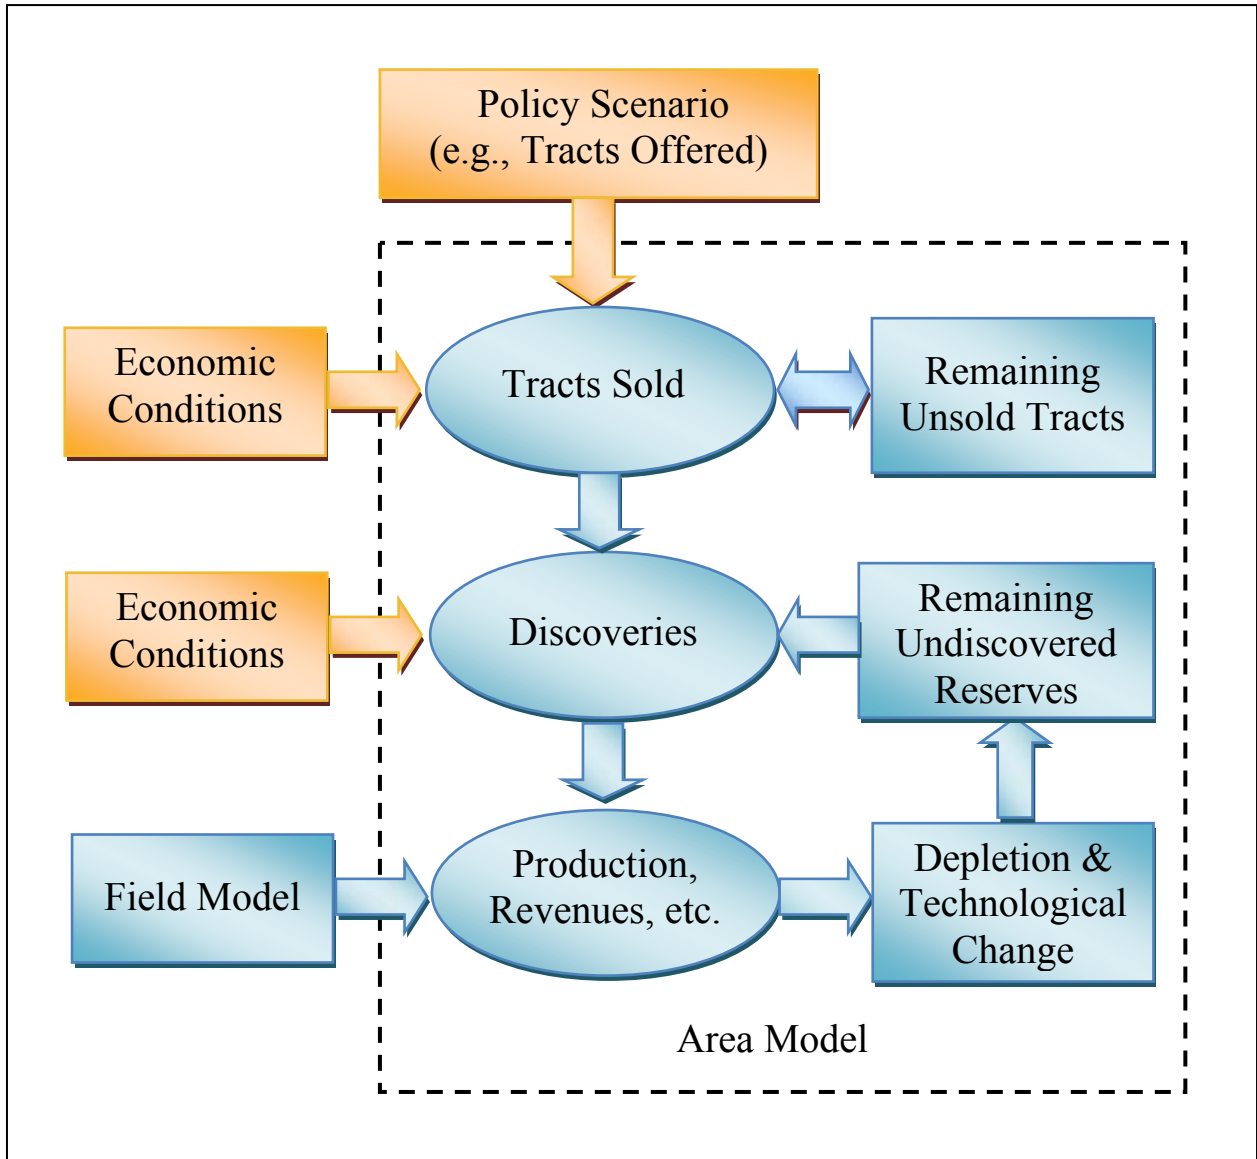 Policy Scenario
(e.g., Tracts Offered)
Economic
Conditions
Tracts Sold
Remaining
Unsold Tracts
Economic
Conditions
Discoveries
Remaining
Undiscovered
Reserves
Field Model
Production,
Revenues, etc.
Depletion &
Technological
Change
Area Model